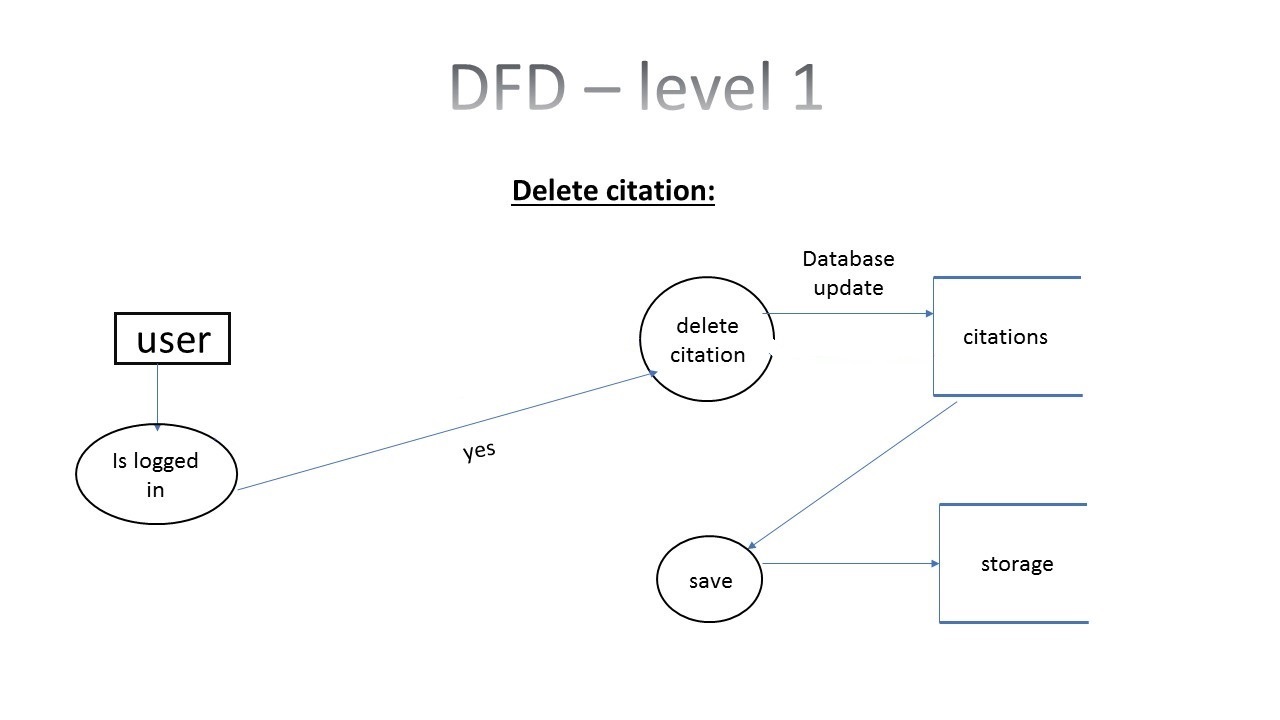 DFD – level 1
Delete citation:
Database
update
delete
citation
citations
user
yes
Is logged
in
save
storage